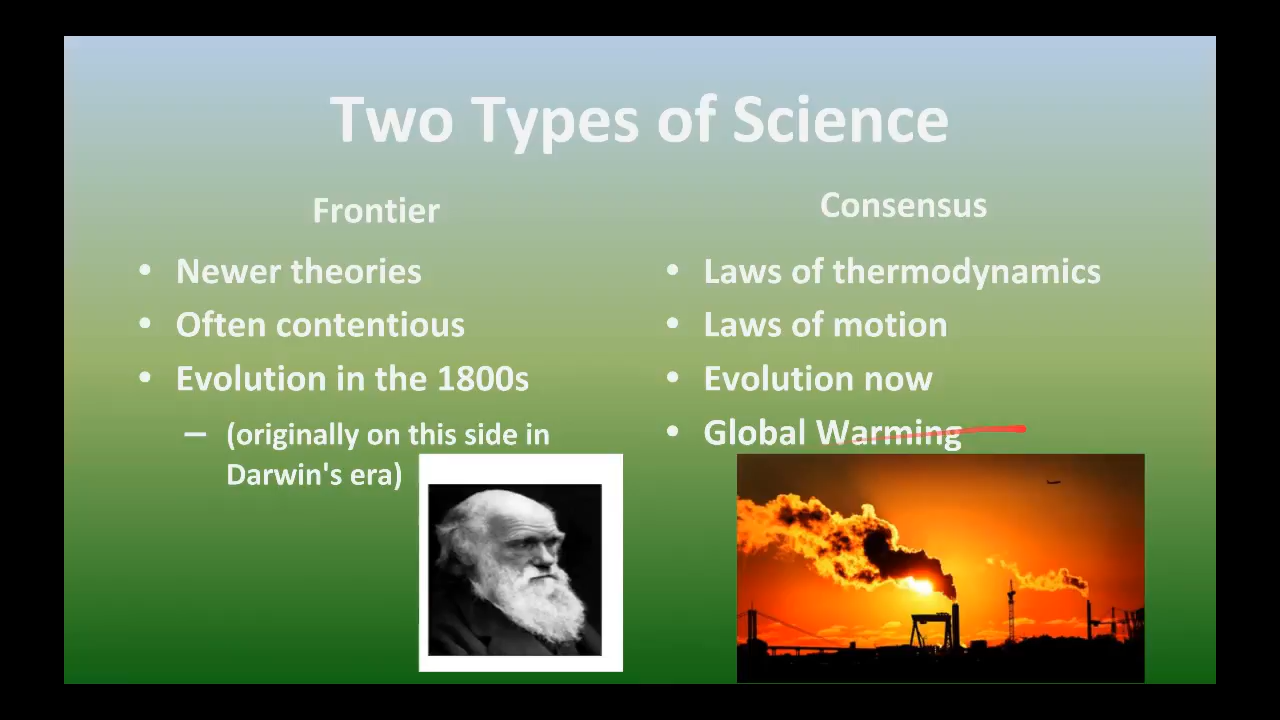 Two Types of Science
Frontier
• Newer theories
• Often contentious
• Evolution in the 1800s
– (originally on this side in
Darwin's era)
Consensus
• Laws of thermodynamics
• Laws of motion
• Evolution now
• Global Warming